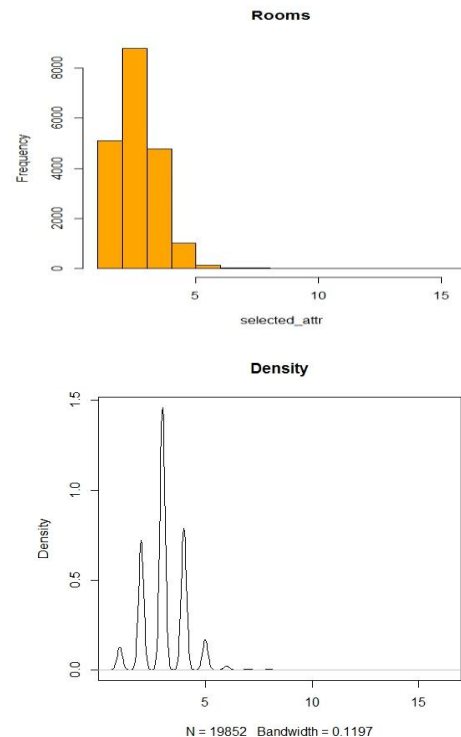 Rooms
8000
6000
4000
2000
0
Frequency
5 10 15
selected_attr
Density
1.5
1.0
0.5
0.0
Density
5 10 15
N = 19852 Bandwidth = 0.1197